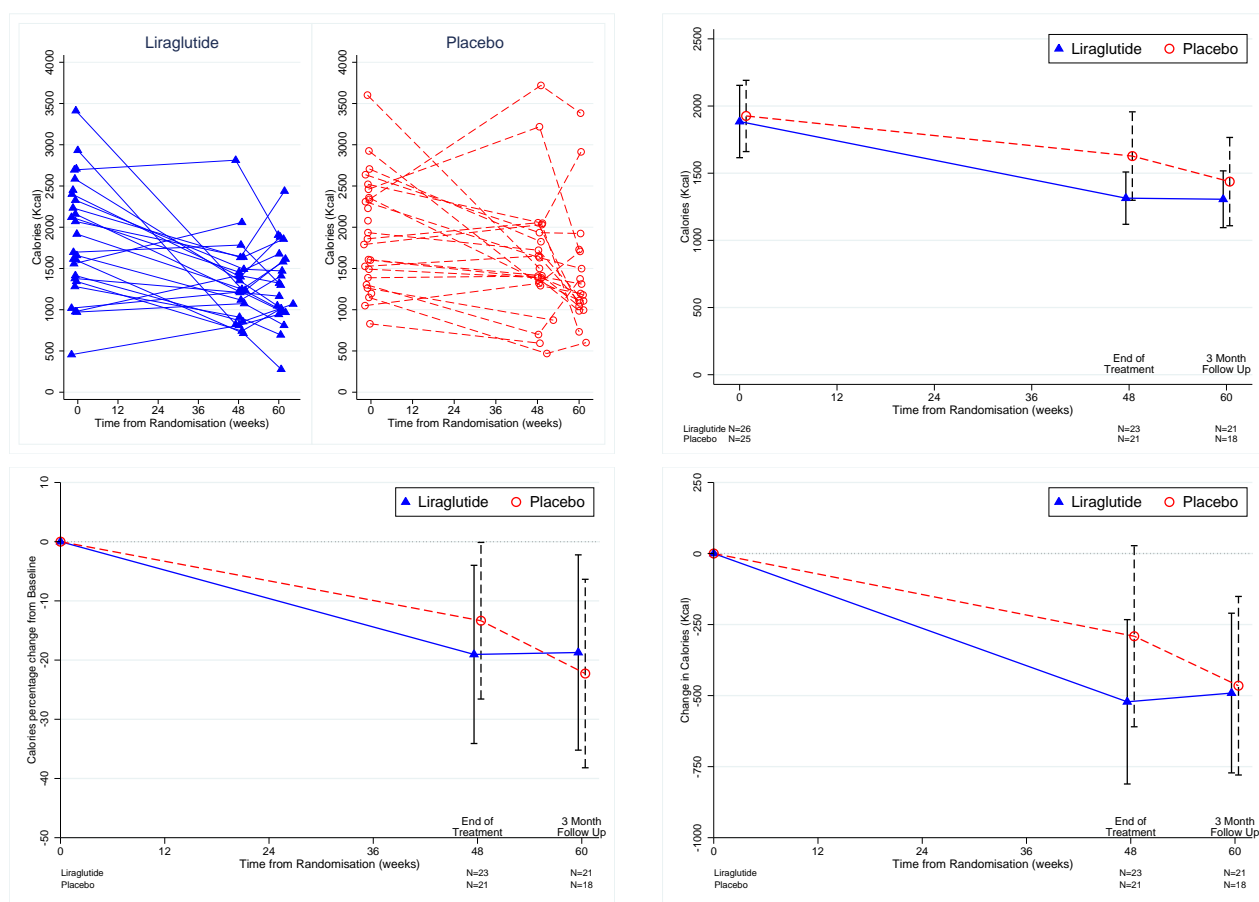 Liraglutide
Placebo
Calories (Kcal)
0 500 1000 1500 2000 2500 3000 3500 4000
0 12 24 36 48 60
Time from Randomisation (weeks)
Calories (Kcal)
0 500 1000 1500 2000 2500 3000 3500 4000
0 12 24 36 48 60
Time from Randomisation (weeks)
Liraglutide Placebo
Calories (Kcal)
0 500 1000 1500 2000 2500
End of
Treatment
3 Month
Follow Up
0 12 24 36 48 60
Time from Randomisation (weeks)
Liraglutide N=26 N=23 N=21
Placebo N=25 N=21 N=18
Liraglutide Placebo
Calories percentage change from Baseline
-50 -40 -30 -20 -10 0 10
End of
Treatment
3 Month
Follow Up
0 12 24 36 48 60
Time from Randomisation (weeks)
Liraglutide N=23 N=21
Placebo N=21 N=18
Liraglutide Placebo
Change in Calories (Kcal)
-1000 -750 -500 -250 0 250
End of
Treatment
3 Month
Follow Up
0 12 24 36 48 60
Time from Randomisation (weeks)
Liraglutide N=23 N=21
Placebo N=21 N=18